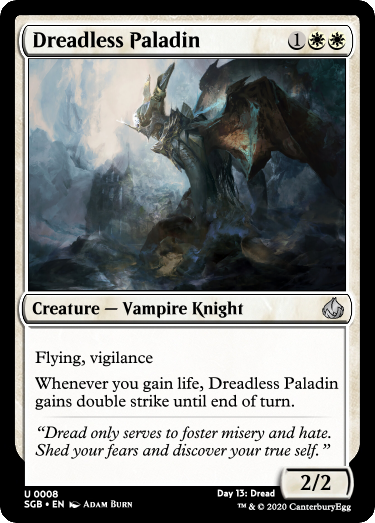 Dreadless Paladin 1
Creature — Vampire Knight
Flying, vigilance
Whenever you gain life, Dreadless Paladin
gains double strike until end of turn.
“Dread only serves to foster misery and hate.
Shed your fears and discover your true self.”
2/2
U 0008 Day 13: Dread
SGB • EN ADAM BURN ™ & © 2020 CanterburyEgg